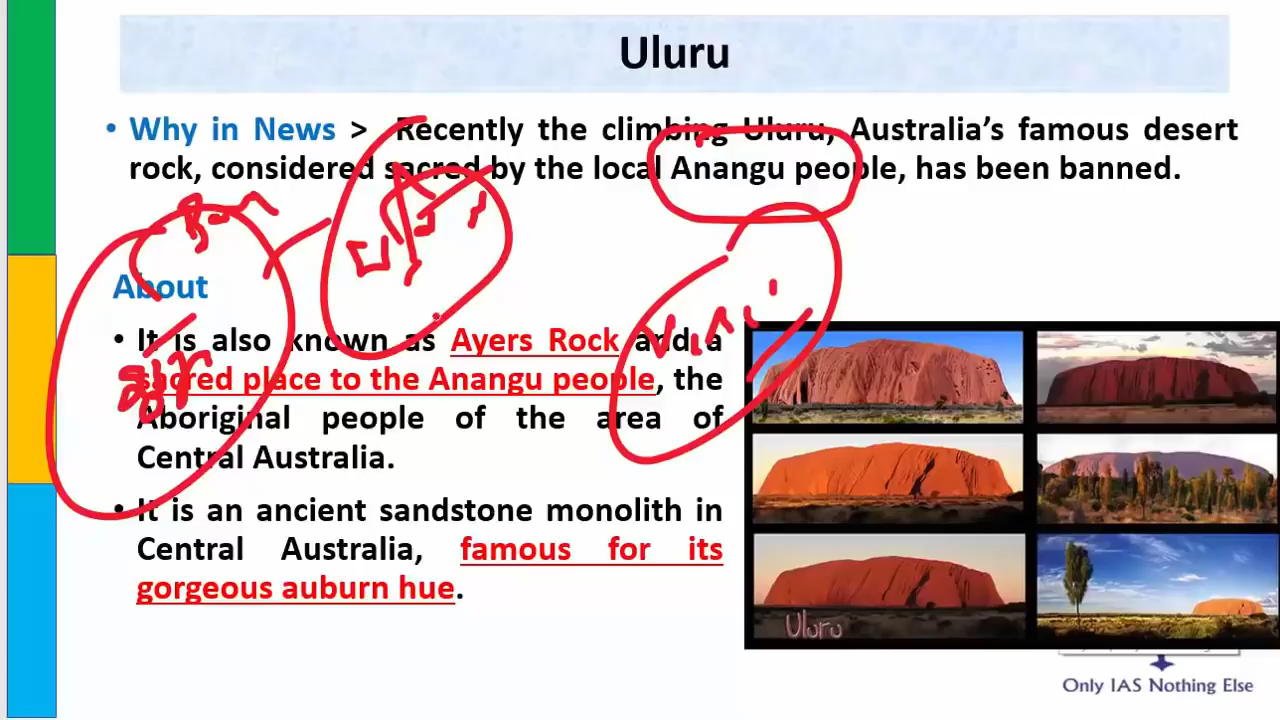 Uluru
• Why in News > Recently the climbing Uluru, Australia's famous desert
rock, considered sacred by the local Anangu people, has been banned.
About
• It is also known as Ayers Rock and a
sacred place to the Anangu people, the
Aboriginal people of the area of
Central Australia.
• It is an ancient sandstone monolith in
Central Australia, famous for its
gorgeous auburn hue.
Uluru
Only IAS Nothing Else